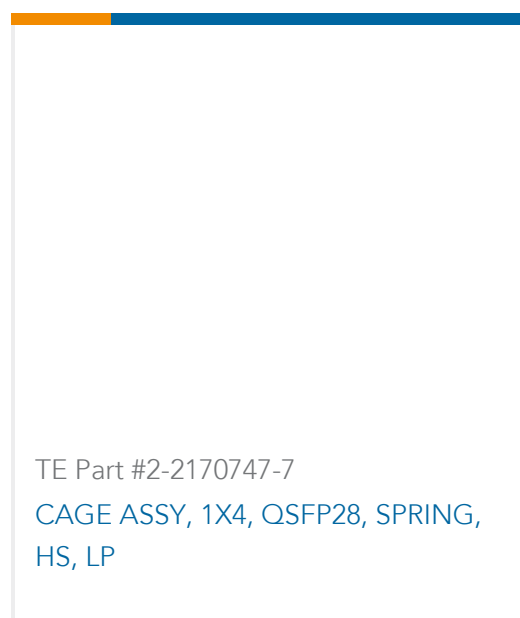 TE Part #2-2170747-7
CAGE ASSY, 1X4, QSFP28, SPRING,
HS, LP